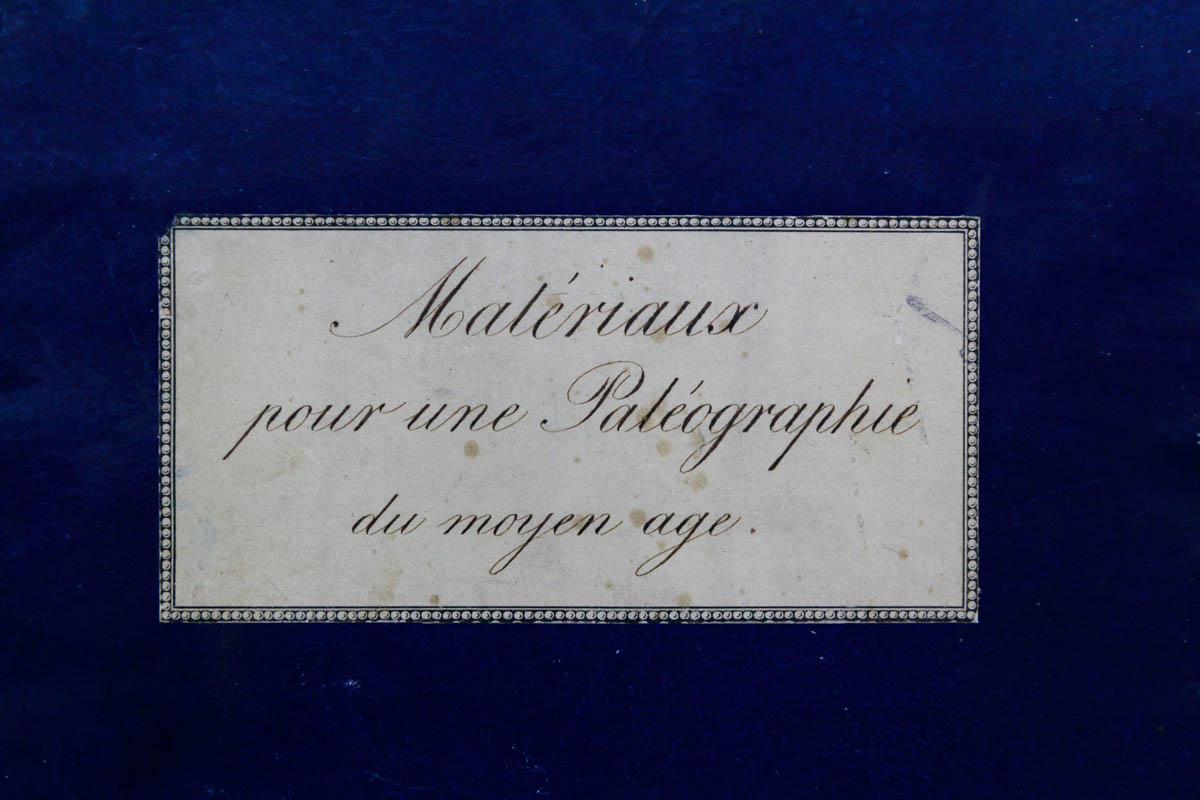 Matériaux
pour une Paléographie
du moyen age.